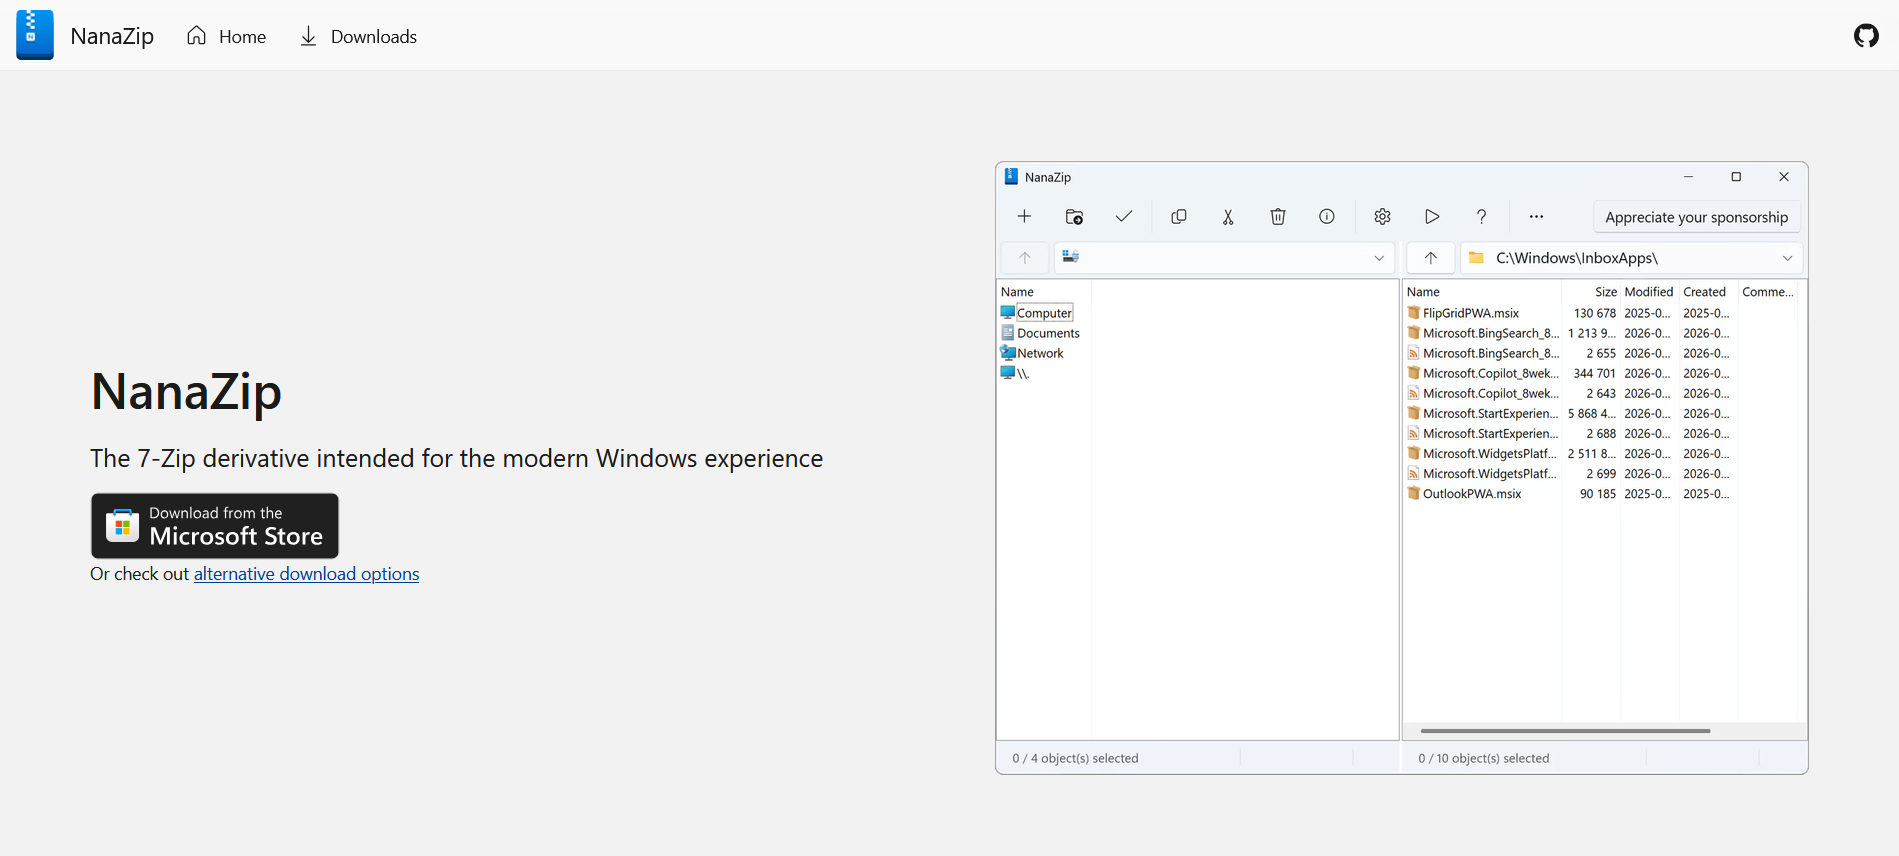 NanaZip Home Downloads
NanaZip
Appreciate your sponsorship
C:\Windows\InboxApps\
Name
Computer
Documents
Network
\\.
Name Size Modified Created Comme...
FlipGridPWA.msix 130 678 2025-0... 2025-0...
Microsoft.BingSearch_8... 1 213 9... 2026-0... 2026-0...
Microsoft.BingSearch_8... 2 655 2026-0... 2026-0...
Microsoft.Copilot_8wek... 344 701 2026-0... 2026-0...
Microsoft.Copilot_8wek... 2 643 2026-0... 2026-0...
Microsoft.StartExperien... 5 868 4... 2026-0... 2026-0...
Microsoft.StartExperien... 2 688 2026-0... 2026-0...
Microsoft.WidgetsPlatf... 2 511 8... 2026-0... 2026-0...
Microsoft.WidgetsPlatf... 2 699 2026-0... 2026-0...
OutlookPWA.msix 90 185 2025-0... 2025-0...
0 / 4 object(s) selected
0 / 10 object(s) selected
NanaZip
The 7-Zip derivative intended for the modern Windows experience
Download from the
Microsoft Store
Or check out alternative download options